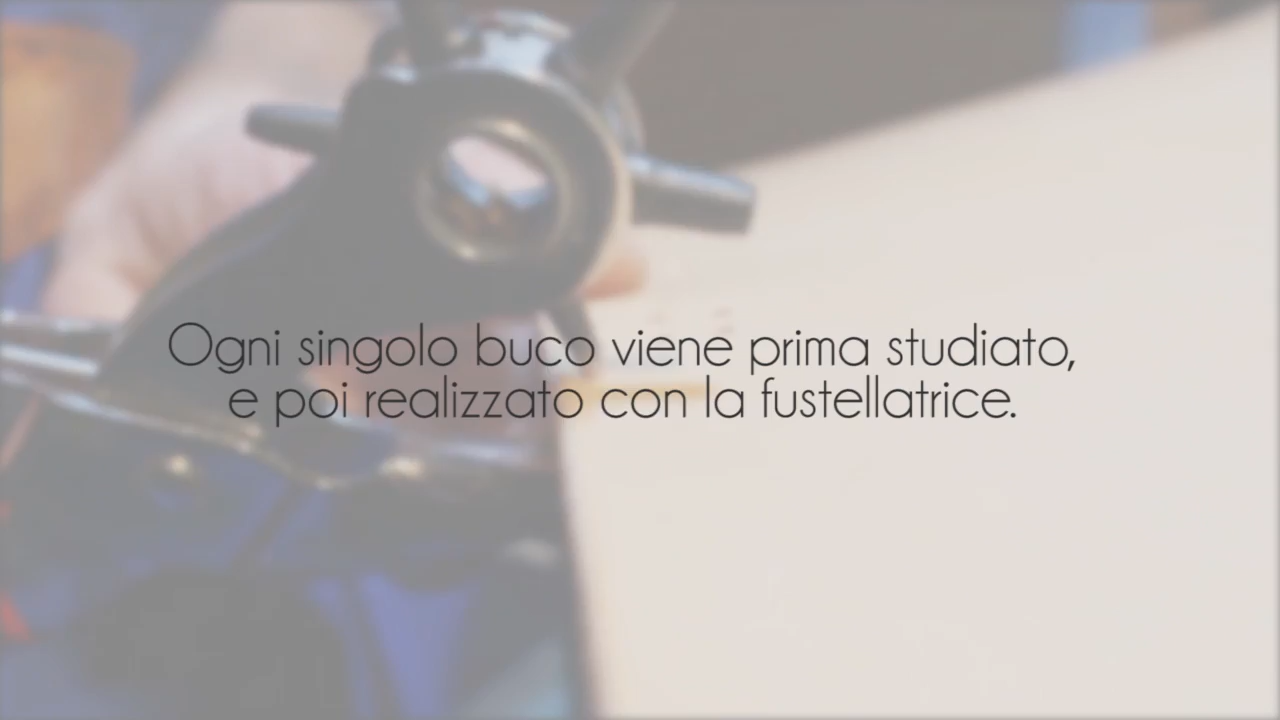 Ogni singolo buco viene prima studiato,
e poi realizzato con la fustellatrice.